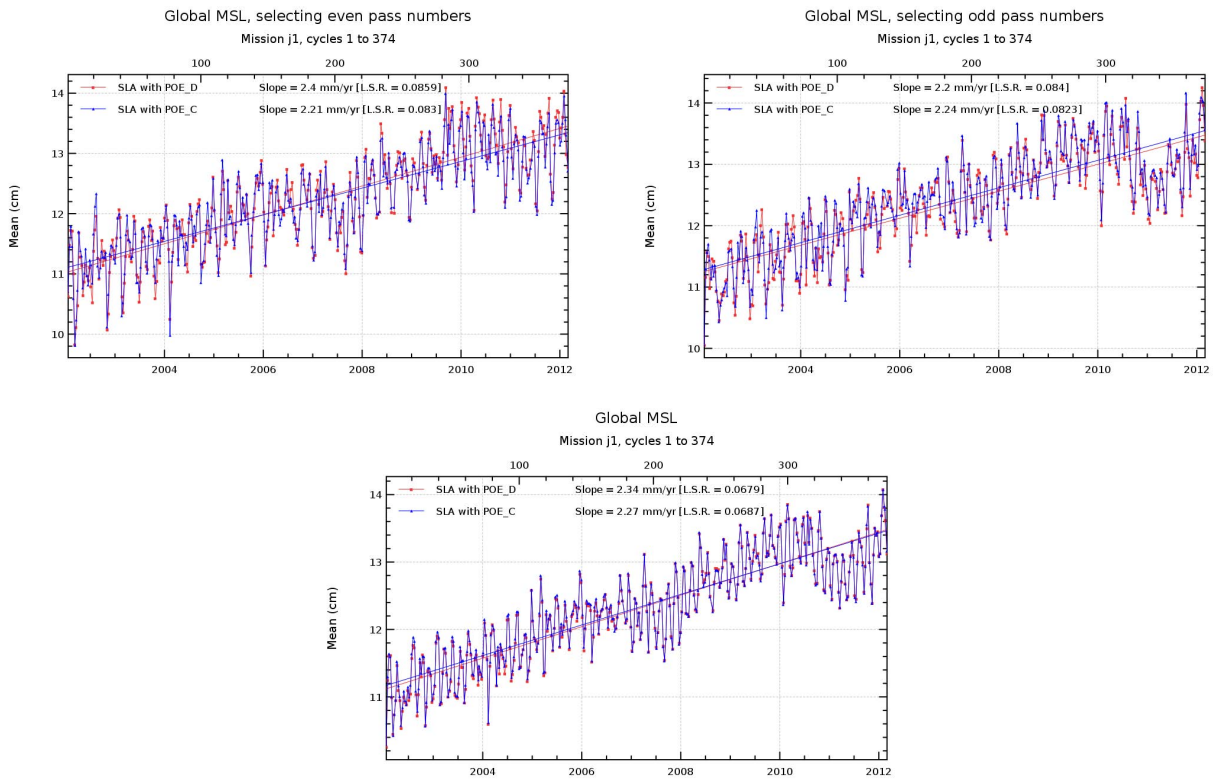 Global MSL, selecting even pass numbers
Mission j1, cycles 1 to 374
100 200 300
SLA with POE_D Slope = 2.4 mm/yr [L.S.R. = 0.0859]
SLA with POE_C Slope = 2.21 mm/yr [L.S.R. = 0.083]
14
13
12
11
10
Mean (cm)
2004 2006 2008 2010 2012
Global MSL, selecting odd pass numbers
Mission j1, cycles 1 to 374
100 200 300
SLA with POE_D Slope = 2.2 mm/yr [L.S.R. = 0.084]
SLA with POE_C Slope = 2.24 mm/yr [L.S.R. = 0.0823]
14
13
12
11
10
Mean (cm)
2004 2006 2008 2010 2012
Global MSL
Mission j1, cycles 1 to 374
100 200 300
SLA with POE_D Slope = 2.34 mm/yr [L.S.R. = 0.0679]
SLA with POE_C Slope = 2.27 mm/yr [L.S.R. = 0.0687]
14
13
12
11
Mean (cm)
2004 2006 2008 2010 2012